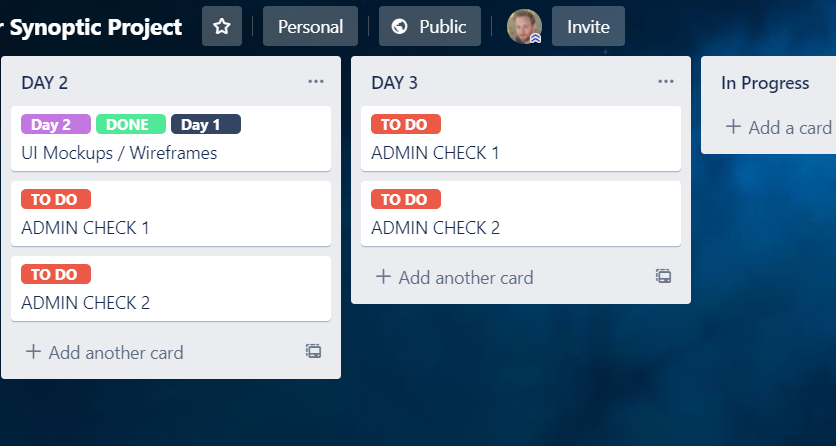 Synoptic Project
Personal
Public
Invite
DAY 2
Day 2 DONE Day 1
UI Mockups / Wireframes
TO DO
ADMIN CHECK 1
TO DO
ADMIN CHECK 2
+ Add another card
DAY 3
TO DO
ADMIN CHECK 1
TO DO
ADMIN CHECK 2
+ Add another card
In Progress
+ Add a card